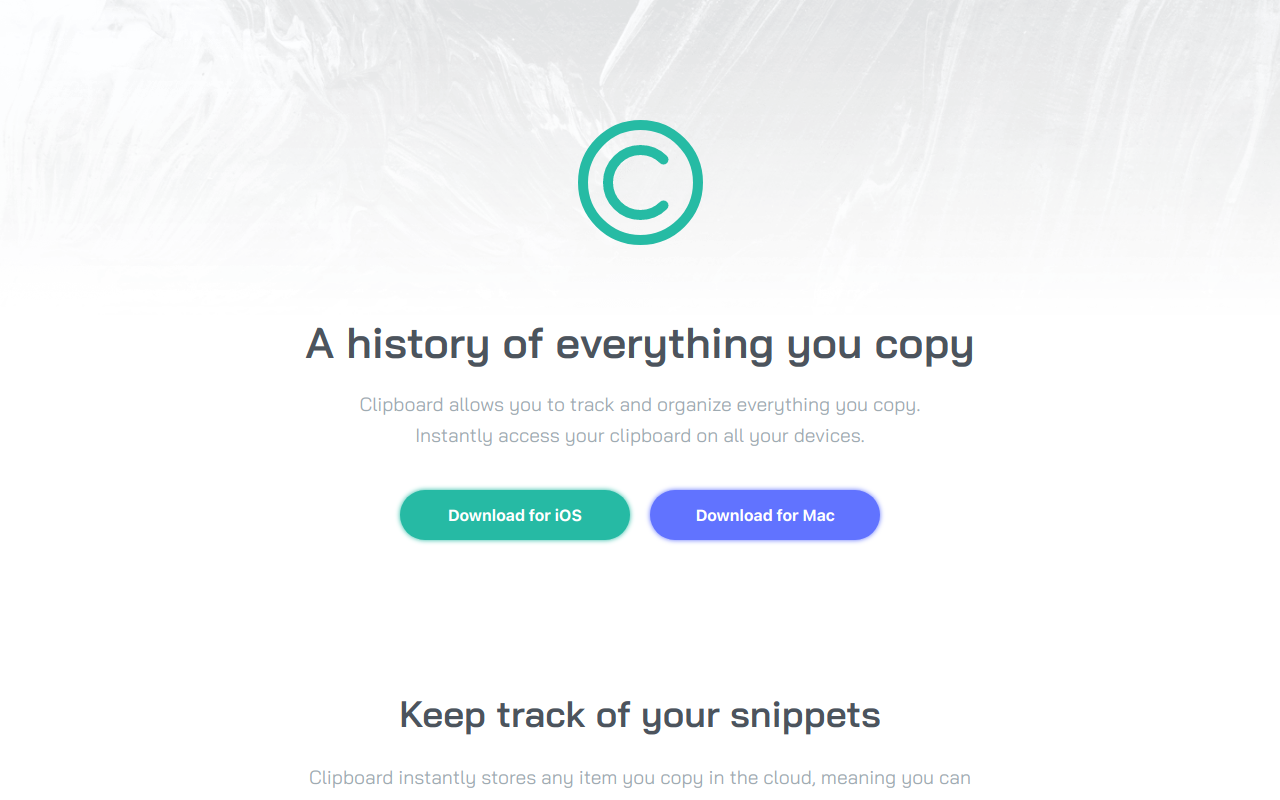 A history of everything you copy
Clipboard allows you to track and organize everything you copy.
Instantly access your clipboard on all your devices.
Download for iOS
Download for Mac
Keep track of your snippets
Clipboard instantly stores any item you copy in the cloud, meaning you can